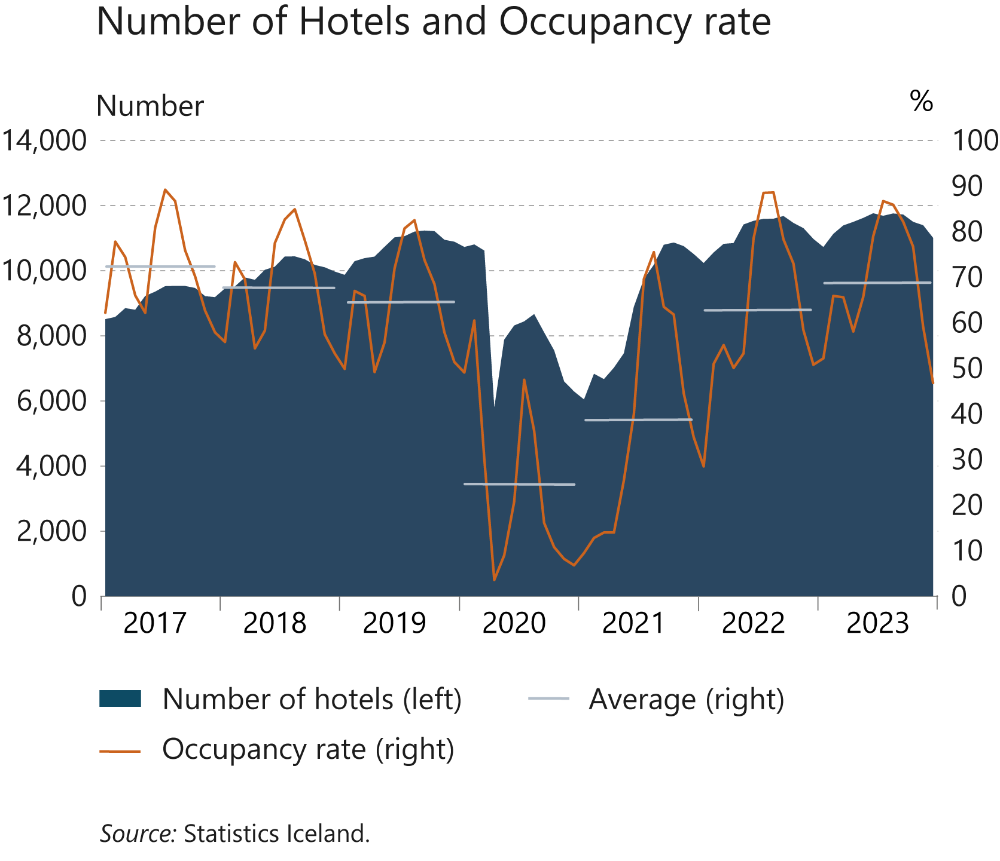 Number of Hotels and Occupancy rate
Number
%
14,000
100
90
12,000
80
10,000
70
60
8,000
50
6,000
40
4,000
30
20
2,000
10
0
0
2017 2018 2019 2020 2021 2022 2023
Number of hotels (left)
Average (right)
Occupancy rate (right)
Source: Statistics Iceland.